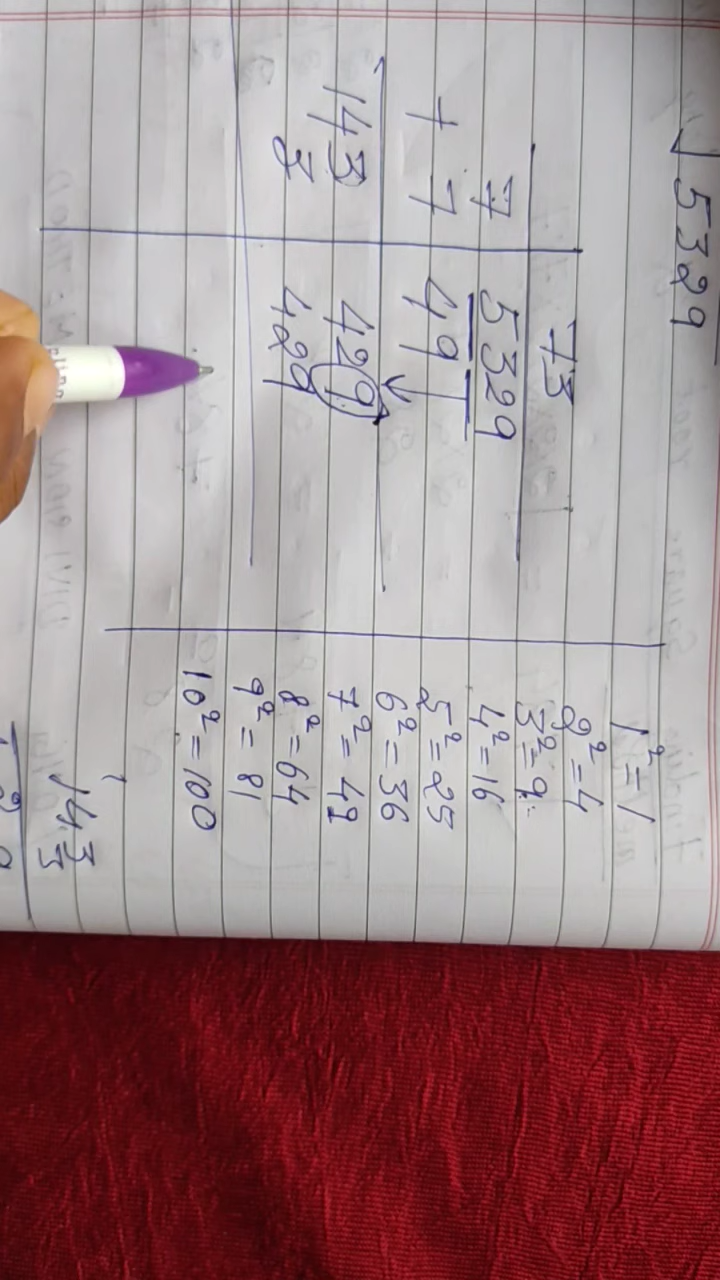 √5329
73
7 5329
+ 7 49↓
143 429
3 429
1² = 1
2² = 4
3² = 9
4² = 16
5² = 25
6² = 36
7² = 49
8² = 64
9² = 81
10² = 100
143
3